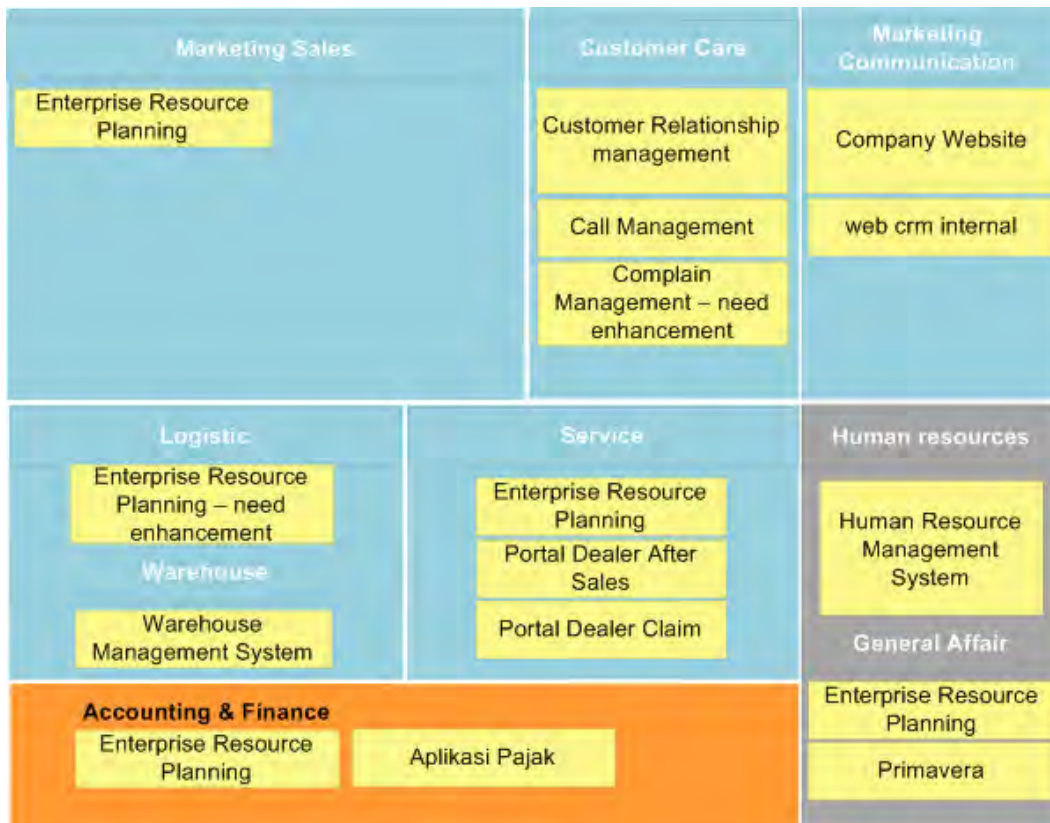 Marketing Sales
Enterprise Resource
Planning
Customer Care
Customer Relationship
management
Call Management
Complain
Management – need
enhancement
Marketing
Communication
Company Website
web crm internal
Logistic
Enterprise Resource
Planning – need
enhancement
Warehouse
Warehouse
Management System
Service
Enterprise Resource
Planning
Portal Dealer After
Sales
Portal Dealer Claim
Human resources
Human Resource
Management
System
General Affair
Enterprise Resource
Planning
Primavera
Accounting & Finance
Enterprise Resource
Planning
Aplikasi Pajak